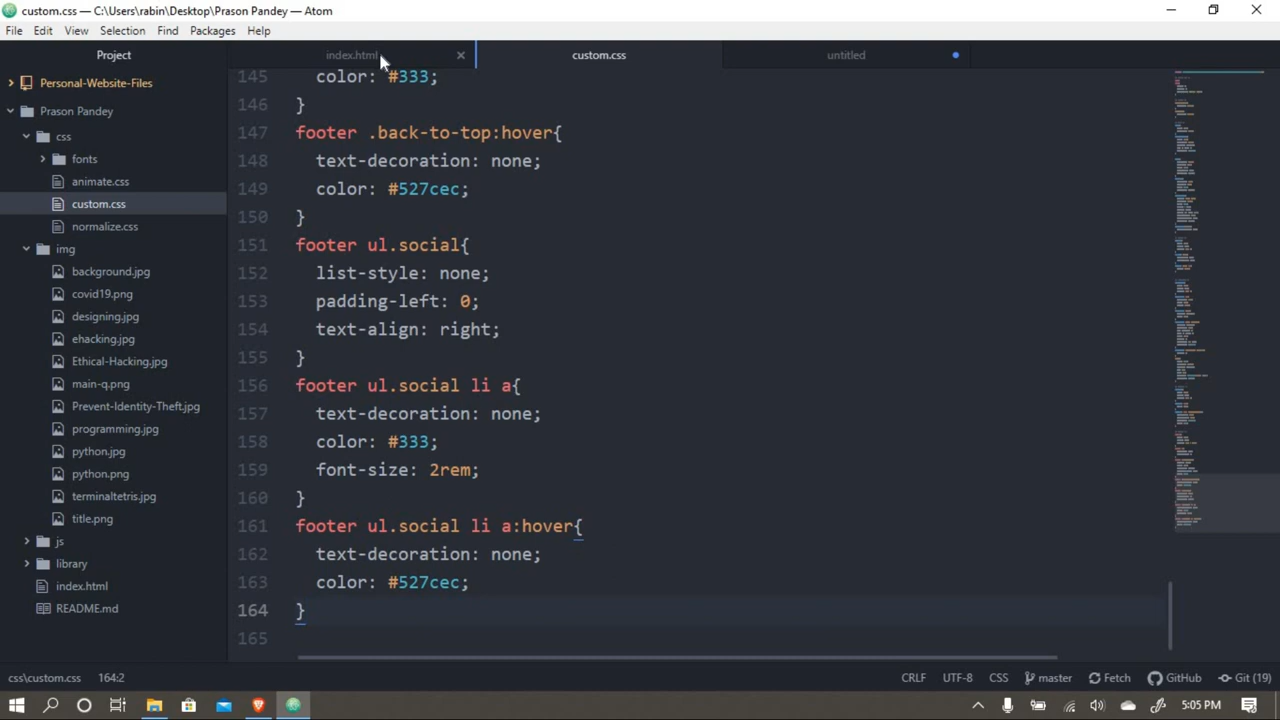 custom.css — C:\Users\rabin\Desktop\Prason Pandey — Atom
File Edit View Selection Find Packages Help
Project
index.html
custom.css
untitled
Personal-Website-Files
Prason Pandey
css
fonts
animate.css
custom.css
normalize.css
img
background.jpg
covid19.png
designing.jpg
ehacking.jpg
Ethical-Hacking.jpg
main-q.png
Prevent-Identity-Theft.jpg
programming.jpg
python.jpg
python.png
terminaltetris.jpg
title.png
js
library
index.html
README.md
145 color: #333;
146 }
147 footer .back-to-top:hover{
148 text-decoration: none;
149 color: #527cec;
150 }
151 footer ul.social{
152 list-style: none;
153 padding-left: 0;
154 text-align: right;
155 }
156 footer ul.social li a{
157 text-decoration: none;
158 color: #333;
159 font-size: 2rem;
160 }
161 footer ul.social li a:hover{
162 text-decoration: none;
163 color: #527cec;
164 }
165
css\custom.css 164:2 CRLF UTF-8 CSS master Fetch GitHub Git (19)
5:05 PM